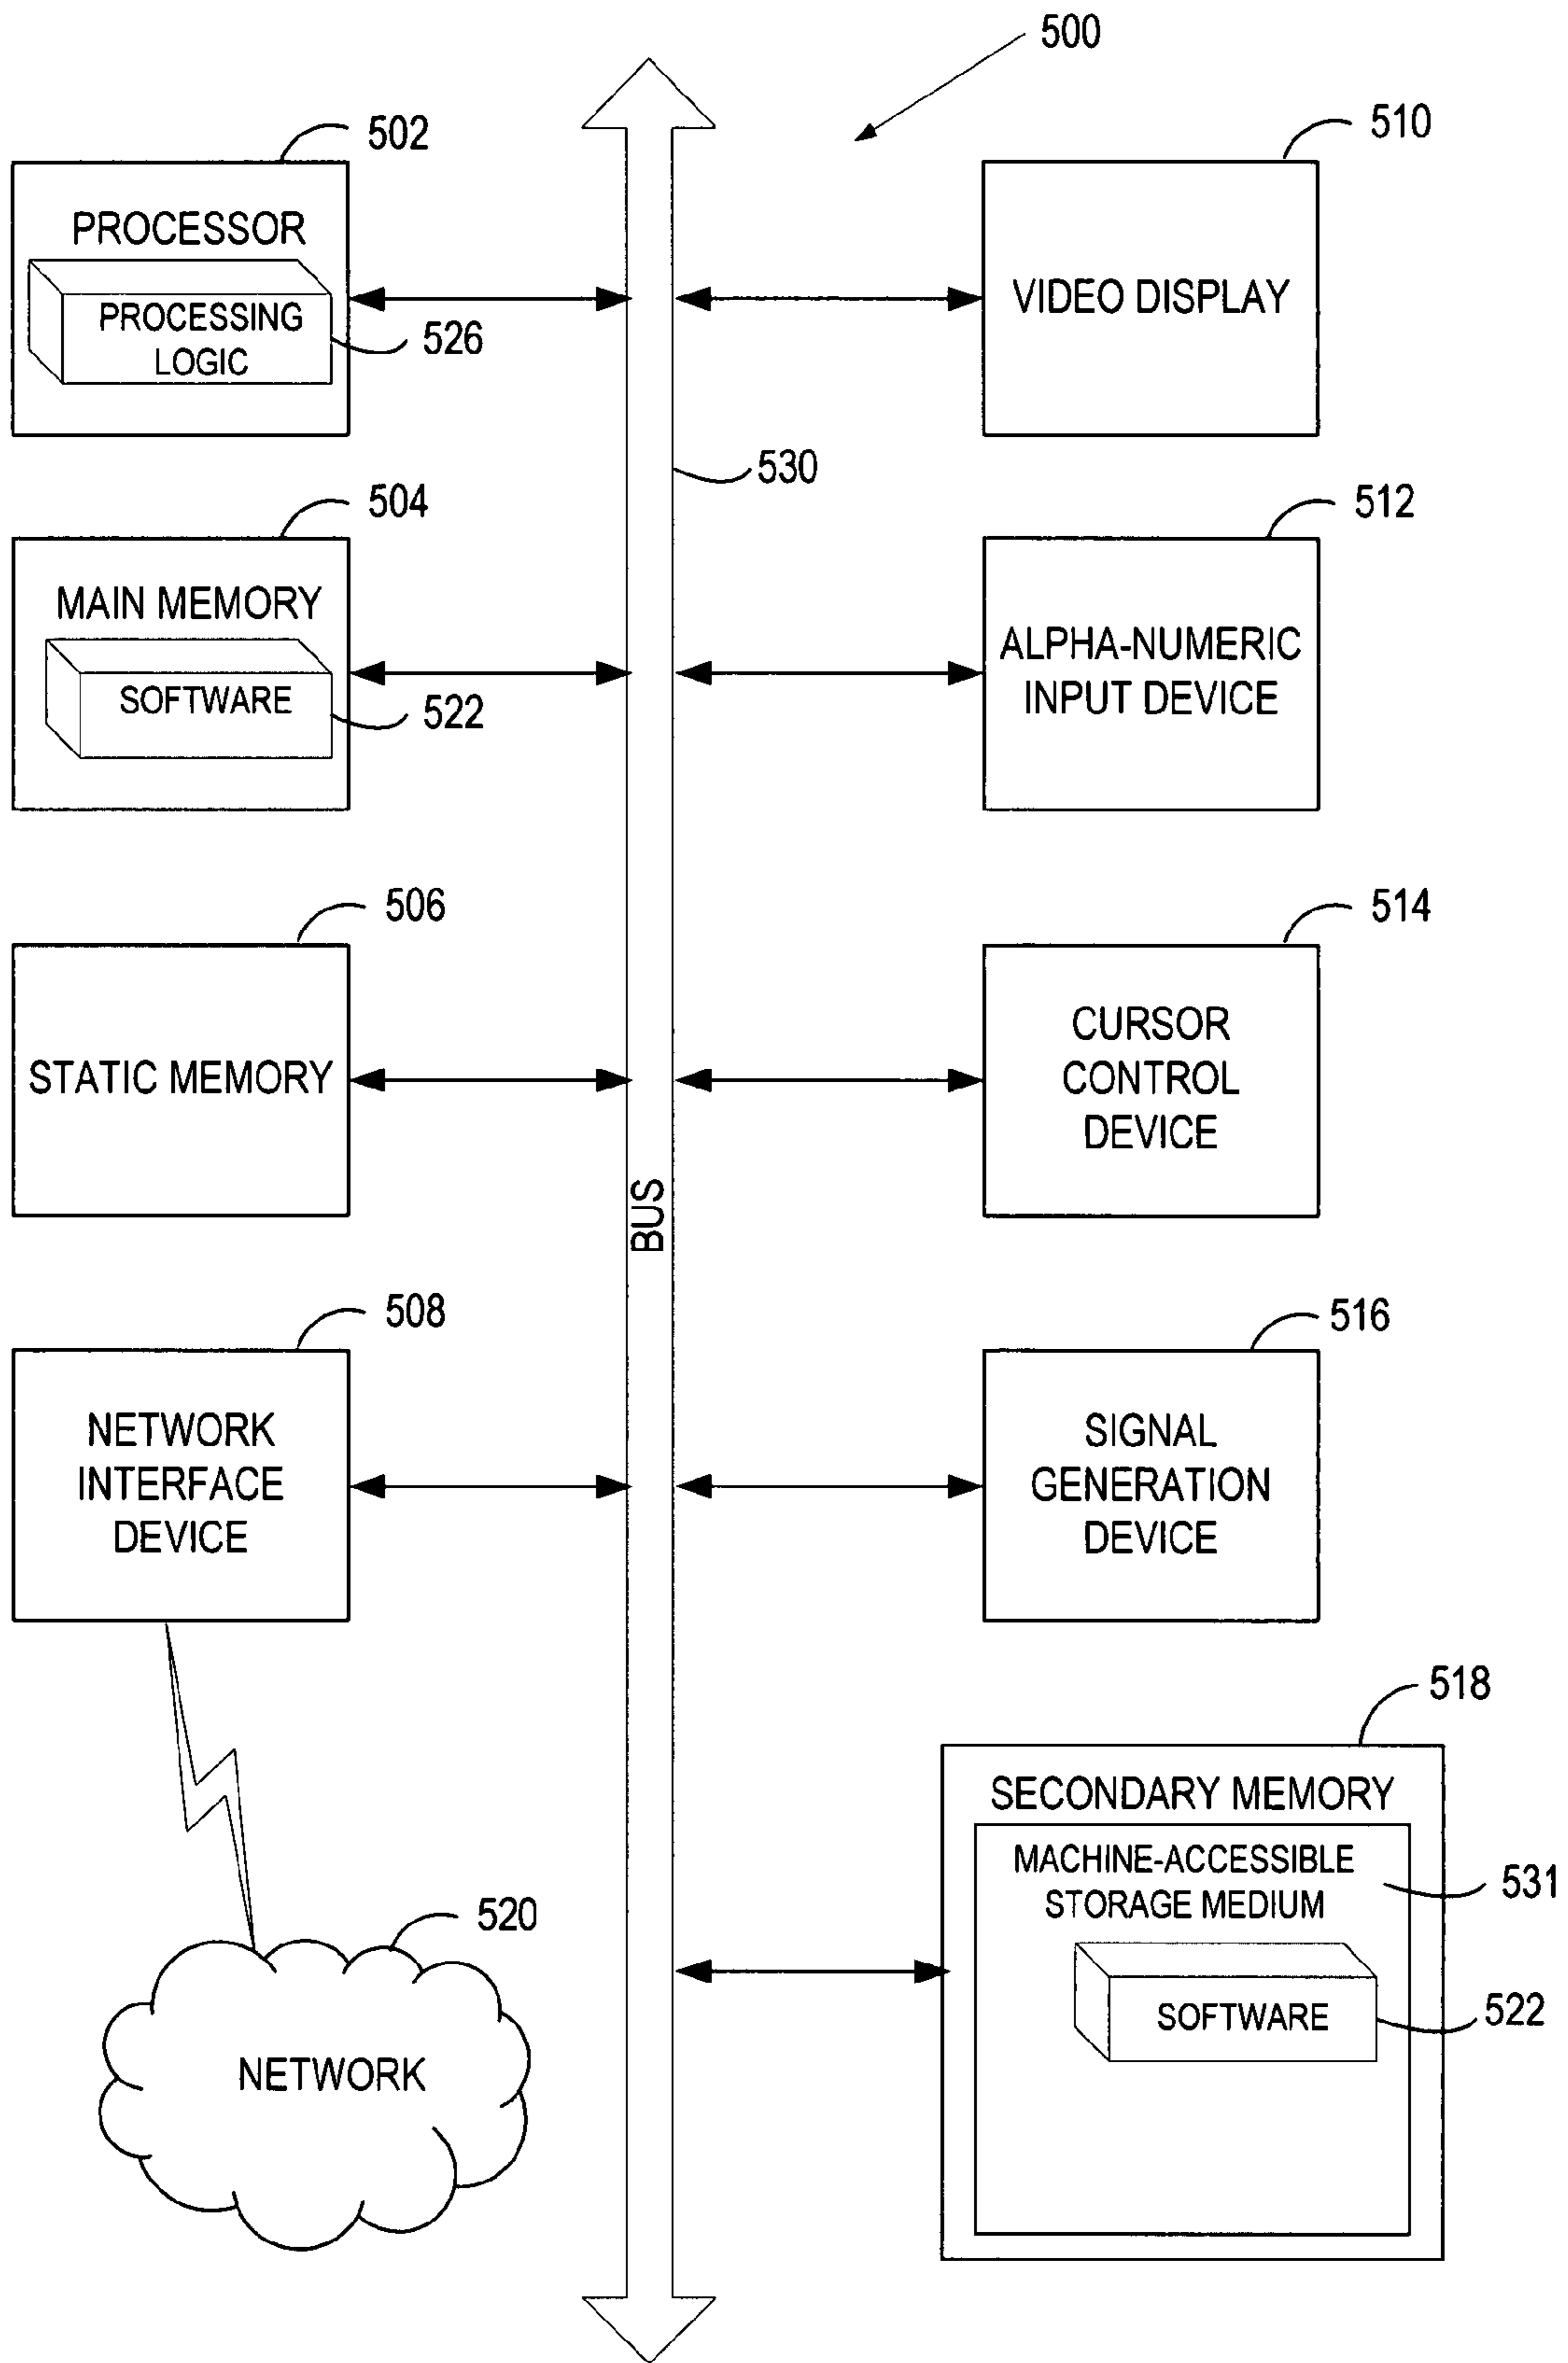 500
502
PROCESSOR
PROCESSING
LOGIC
526
510
VIDEO DISPLAY
530
504
MAIN MEMORY
SOFTWARE
522
512
ALPHA-NUMERIC
INPUT DEVICE
506
STATIC MEMORY
514
CURSOR
CONTROL
DEVICE
BUS
508
NETWORK
INTERFACE
DEVICE
516
SIGNAL
GENERATION
DEVICE
518
SECONDARY MEMORY
MACHINE-ACCESSIBLE
STORAGE MEDIUM
531
SOFTWARE
522
520
NETWORK